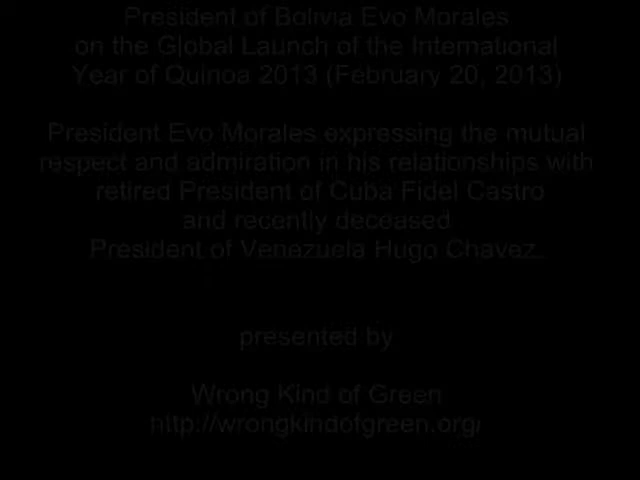 President of Bolivia Evo Morales
on the Global Launch of the International
Year of Quinoa 2013 (February 20, 2013)
President Evo Morales expressing the mutual
respect and admiration in his relationships with
retired President of Cuba Fidel Castro
and recently deceased
President of Venezuela Hugo Chavez.
presented by
Wrong Kind of Green
http://wrongkindofgreen.org/